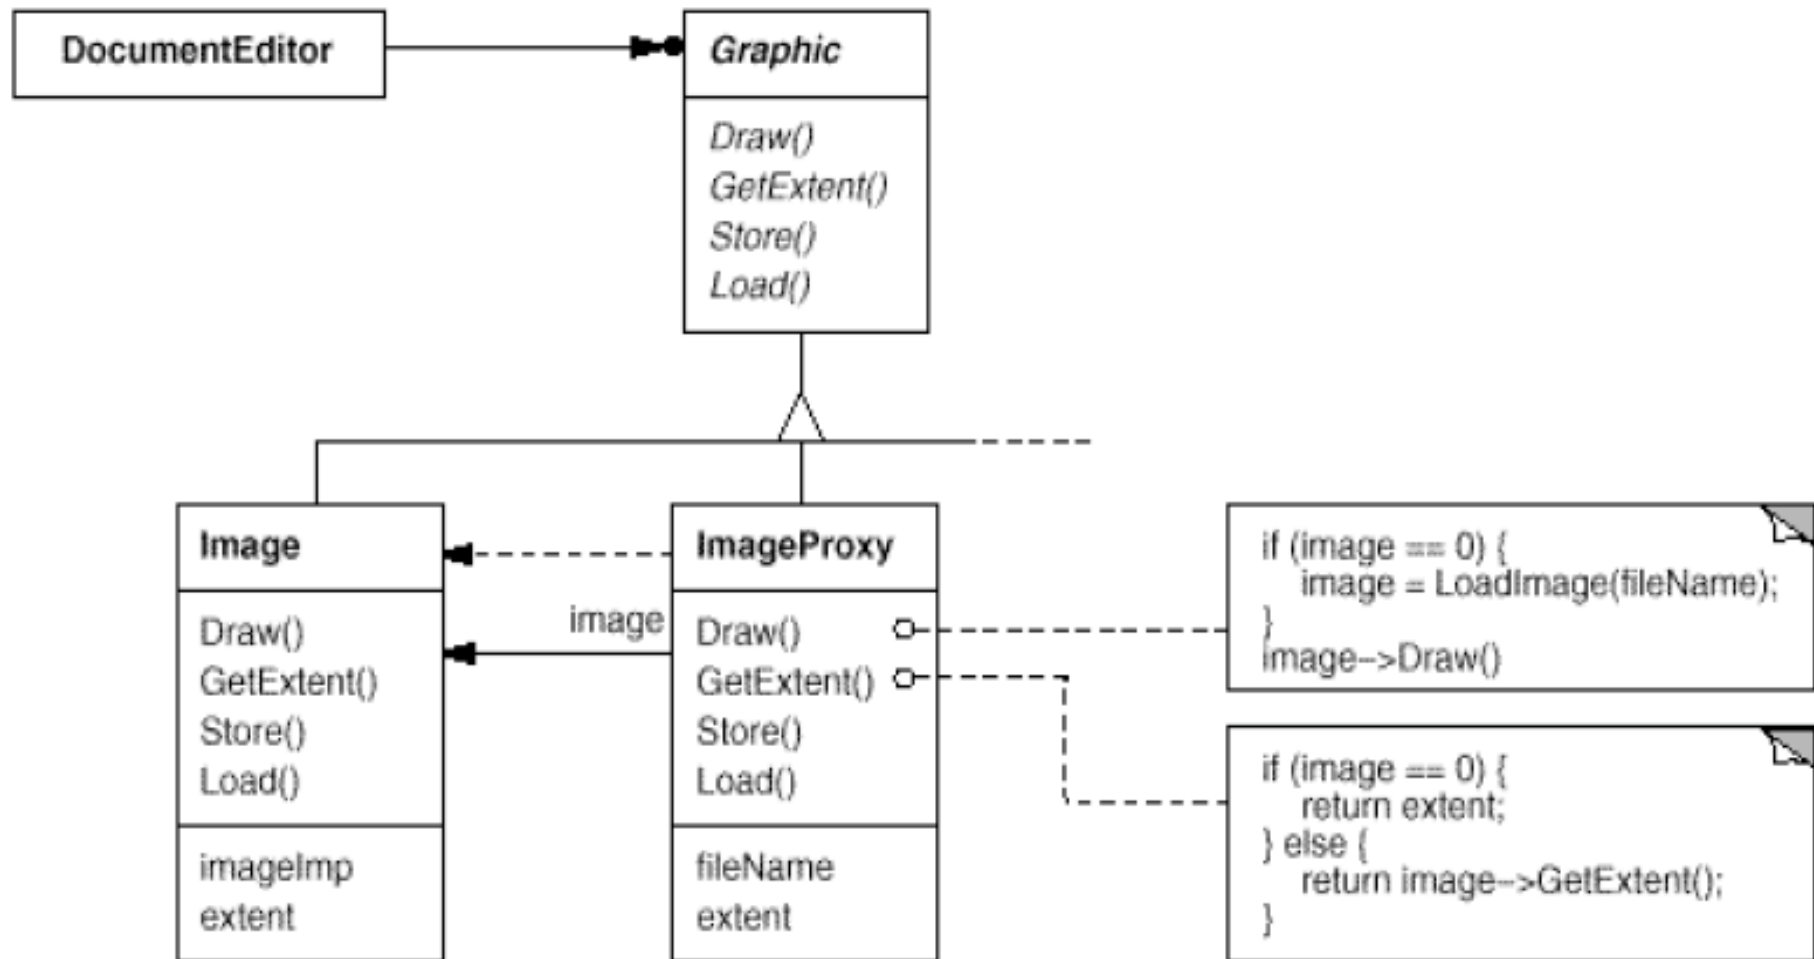 DocumentEditor
Graphic
Draw()
GetExtent()
Store()
Load()
Image
Draw()
GetExtent()
Store()
Load()
imageImp
extent
image
ImageProxy
Draw()
GetExtent()
Store()
Load()
fileName
extent
if (image == 0) {
image = LoadImage(fileName);
}
image->Draw()
if (image == 0) {
return extent;
} else {
return image->GetExtent();
}